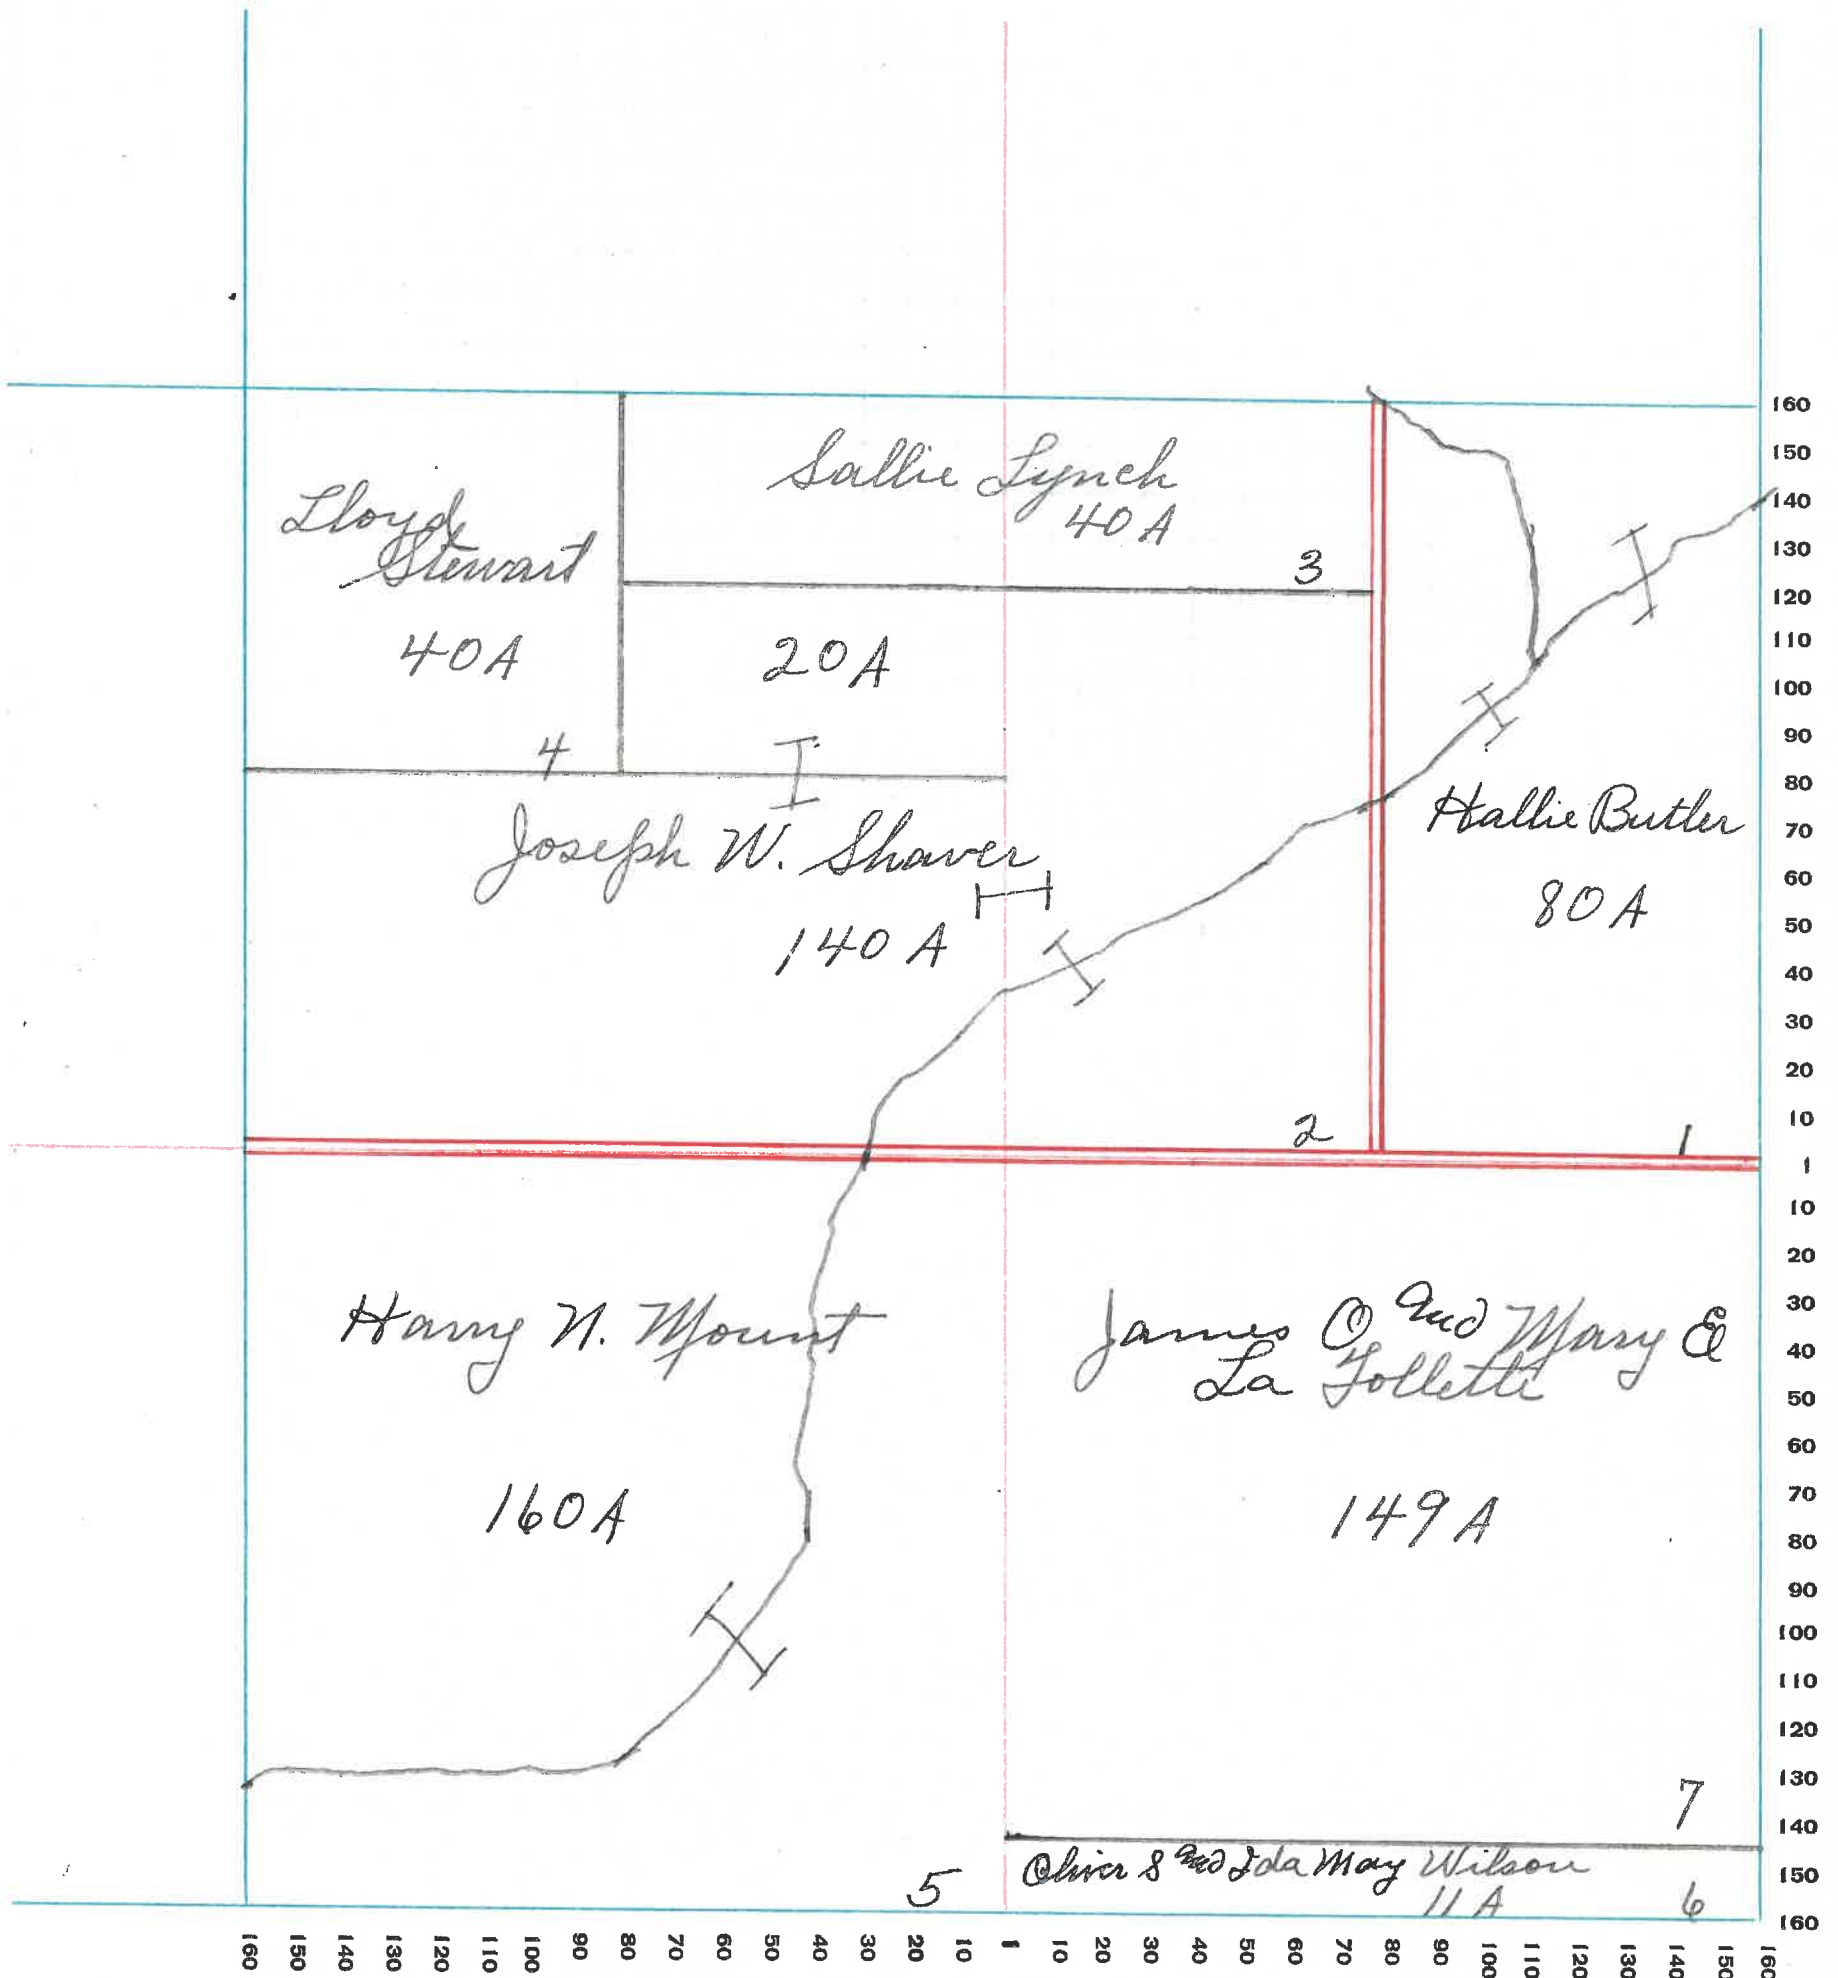 Sallie Lynch
40A
3
Lloyd
Stewart
40A
20A
4
Joseph W. Shaver
140A
Hallie Butler
80A
2
1
Harry N. Mount
160A
James O and Mary E
La Follette
149A
7
5
Oliver S and Ida May Wilson
11A
6
160
150
140
130
120
110
100
90
80
70
60
50
40
30
20
10
1
10
20
30
40
50
60
70
80
90
100
110
120
130
140
150
160
160 150 140 130 120 110 100 90 80 70 60 50 40 30 20 10 1 10 20 30 40 50 60 70 80 90 100 110 120 130 140 150 160